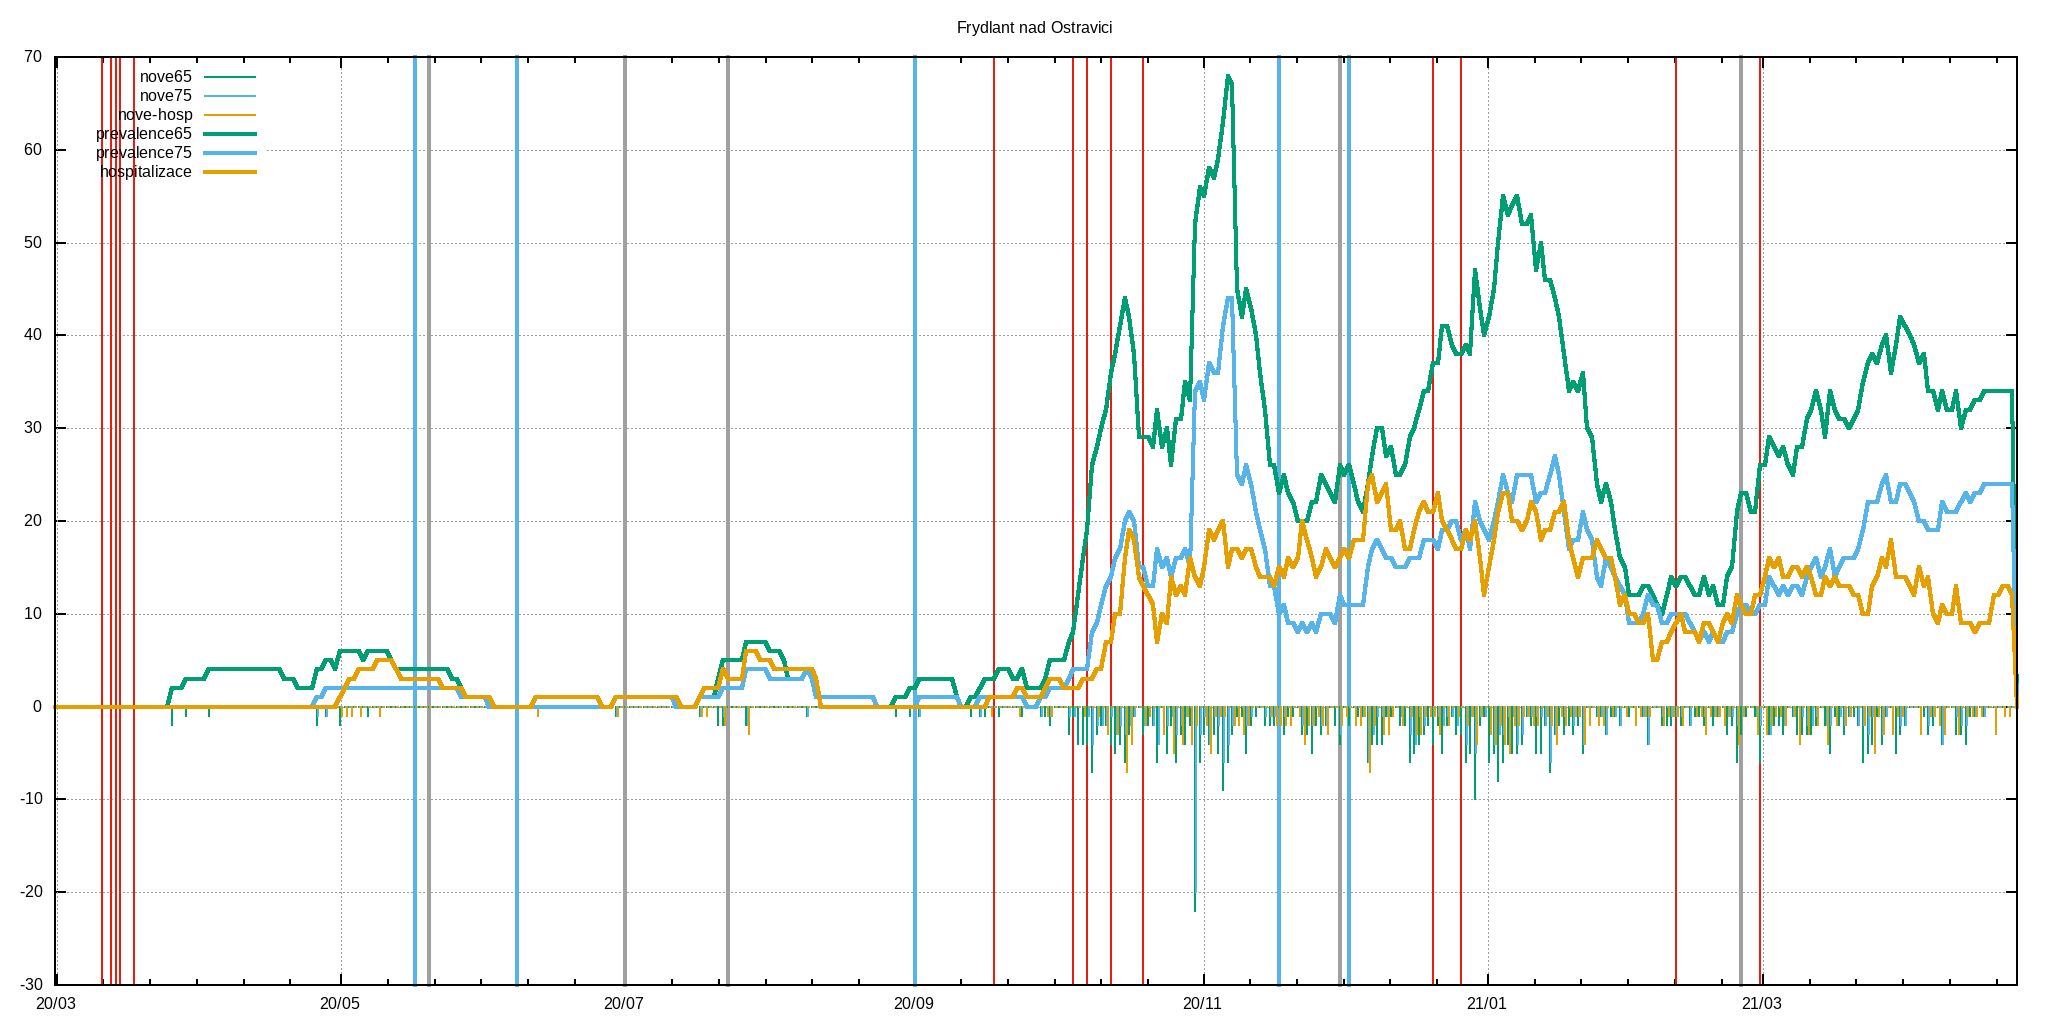 Frydlant nad Ostravici
70
60
50
40
30
20
10
0
-10
-20
-30
nove65
nove75
nove-hosp
prevalence65
prevalence75
hospitalizace
20/03 20/05 20/07 20/09 20/11 21/01 21/03